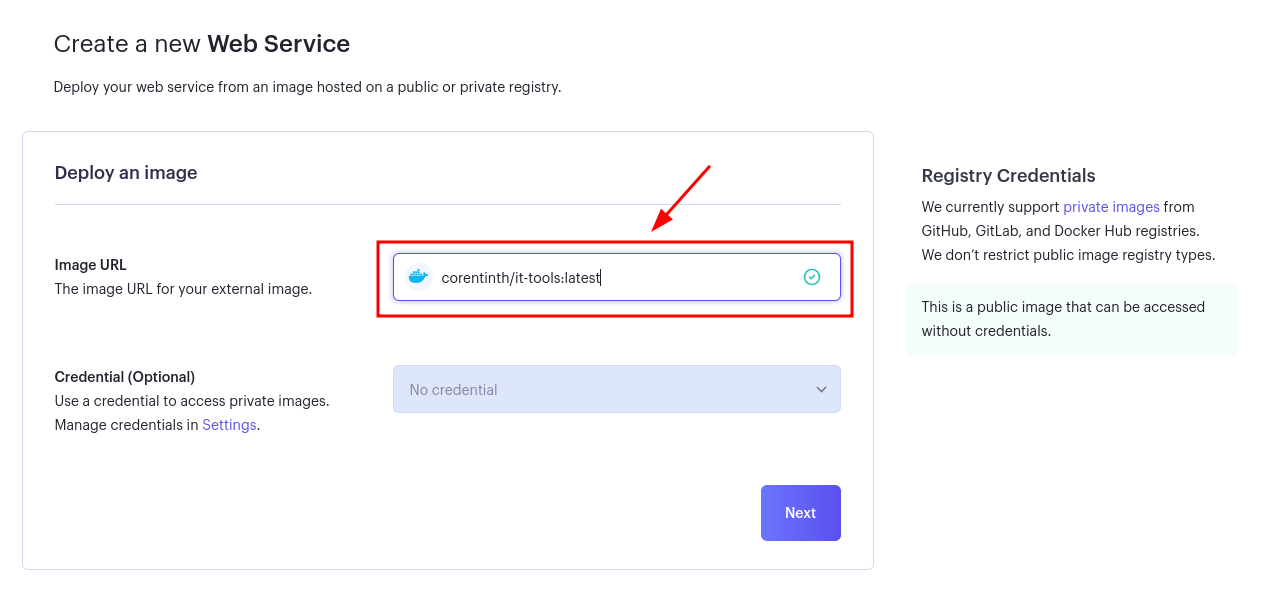 Create a new Web Service
Deploy your web service from an image hosted on a public or private registry.
Deploy an image
Image URL
The image URL for your external image.
corentinth/it-tools:latest
Credential (Optional)
Use a credential to access private images.
Manage credentials in Settings.
No credential
Next
Registry Credentials
We currently support private images from
GitHub, GitLab, and Docker Hub registries.
We don’t restrict public image registry types.
This is a public image that can be accessed
without credentials.